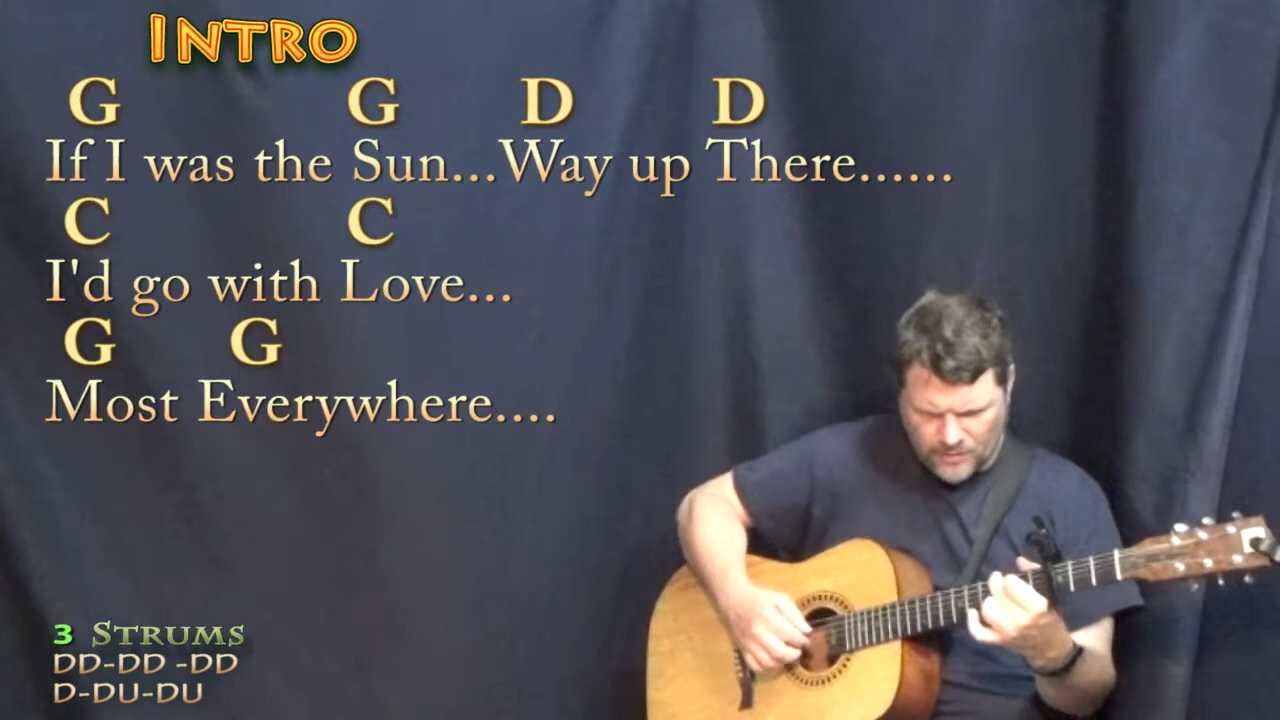 INTRO
G G D D
If I was the Sun...Way up There......
C C
I'd go with Love...
G G
Most Everywhere....
3 STRUMS
DD-DD -DD
D-DU-DU